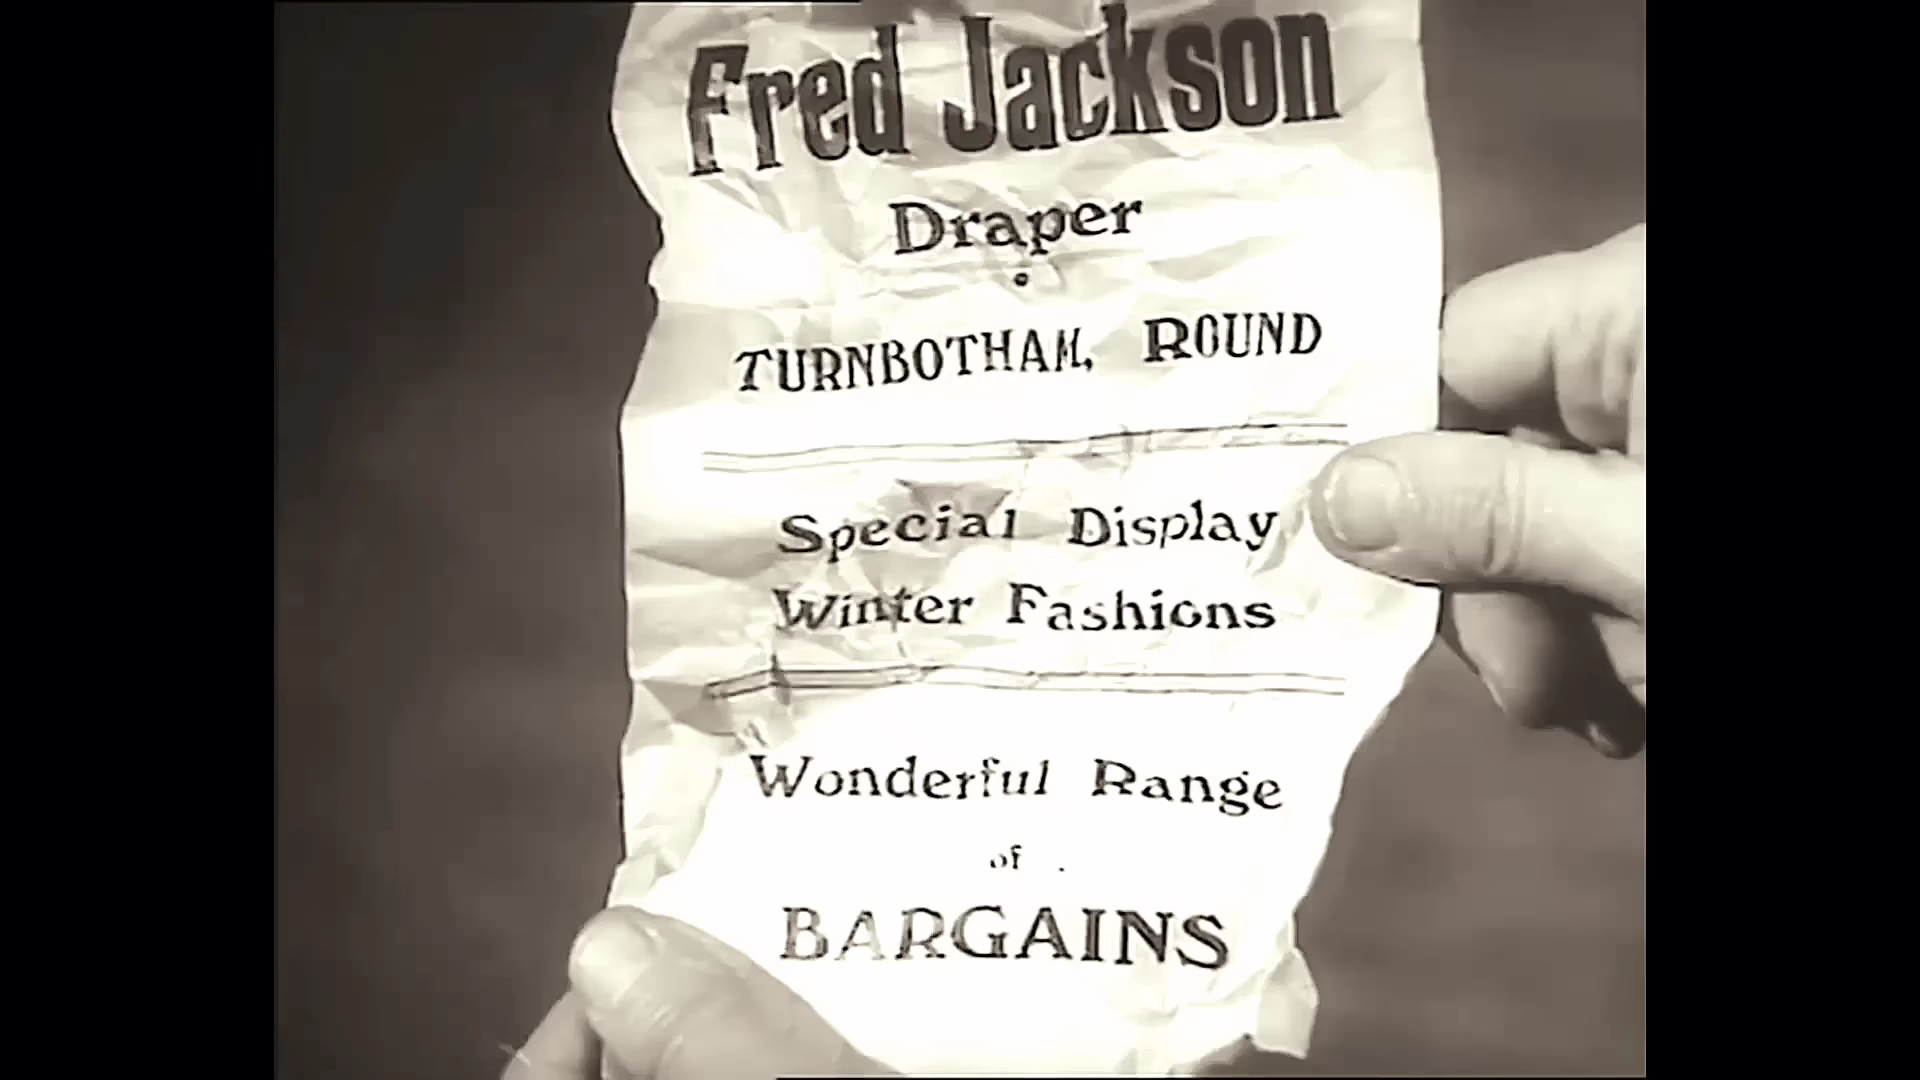 Fred Jackson
Draper
TURNBOTHAM, ROUND
Special Display
Winter Fashions
Wonderful Range
of
BARGAINS